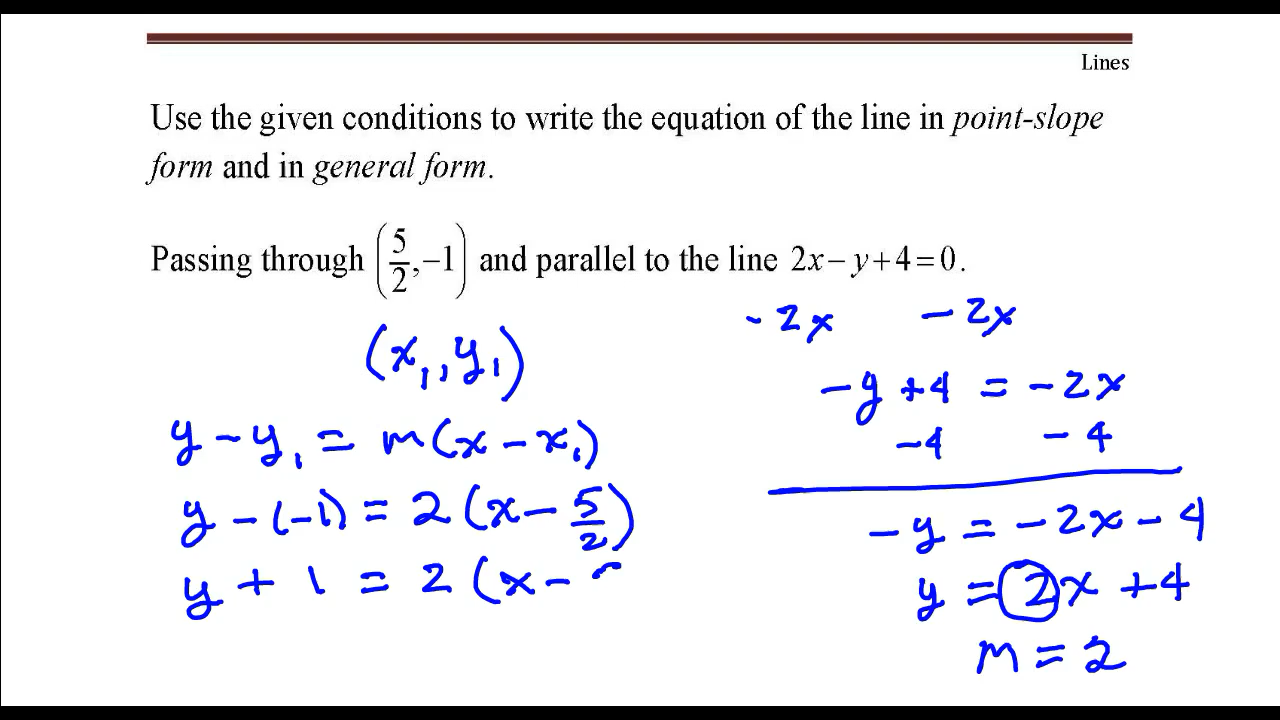 Lines
Use the given conditions to write the equation of the line in point-slope
form and in general form.
Passing through (5/2, −1) and parallel to the line 2x − y + 4 = 0.
- 2x − 2x
(x₁, y₁)
−y + 4 = −2x
y − y₁ = m(x − x₁)
−4 − 4
y − (−1) = 2(x − 5/2)
−y = −2x − 4
y + 1 = 2(x −
y = 2x + 4
m = 2